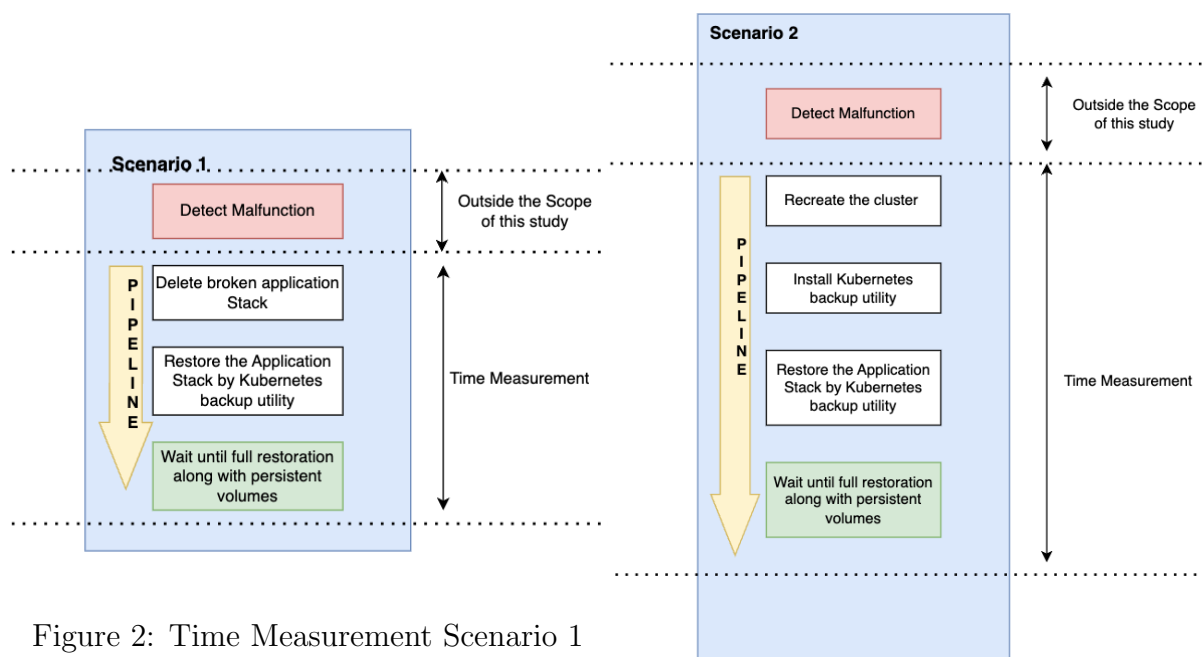 Scenario 1
Detect Malfunction
Outside the Scope
of this study
PIPELINE
Delete broken application
Stack
Restore the Application
Stack by Kubernetes
backup utility
Wait until full restoration
along with persistent
volumes
Time Measurement
Figure 2: Time Measurement Scenario 1
Scenario 2
Detect Malfunction
Outside the Scope
of this study
PIPELINE
Recreate the cluster
Install Kubernetes
backup utility
Restore the Application
Stack by Kubernetes
backup utility
Wait until full restoration
along with persistent
volumes
Time Measurement